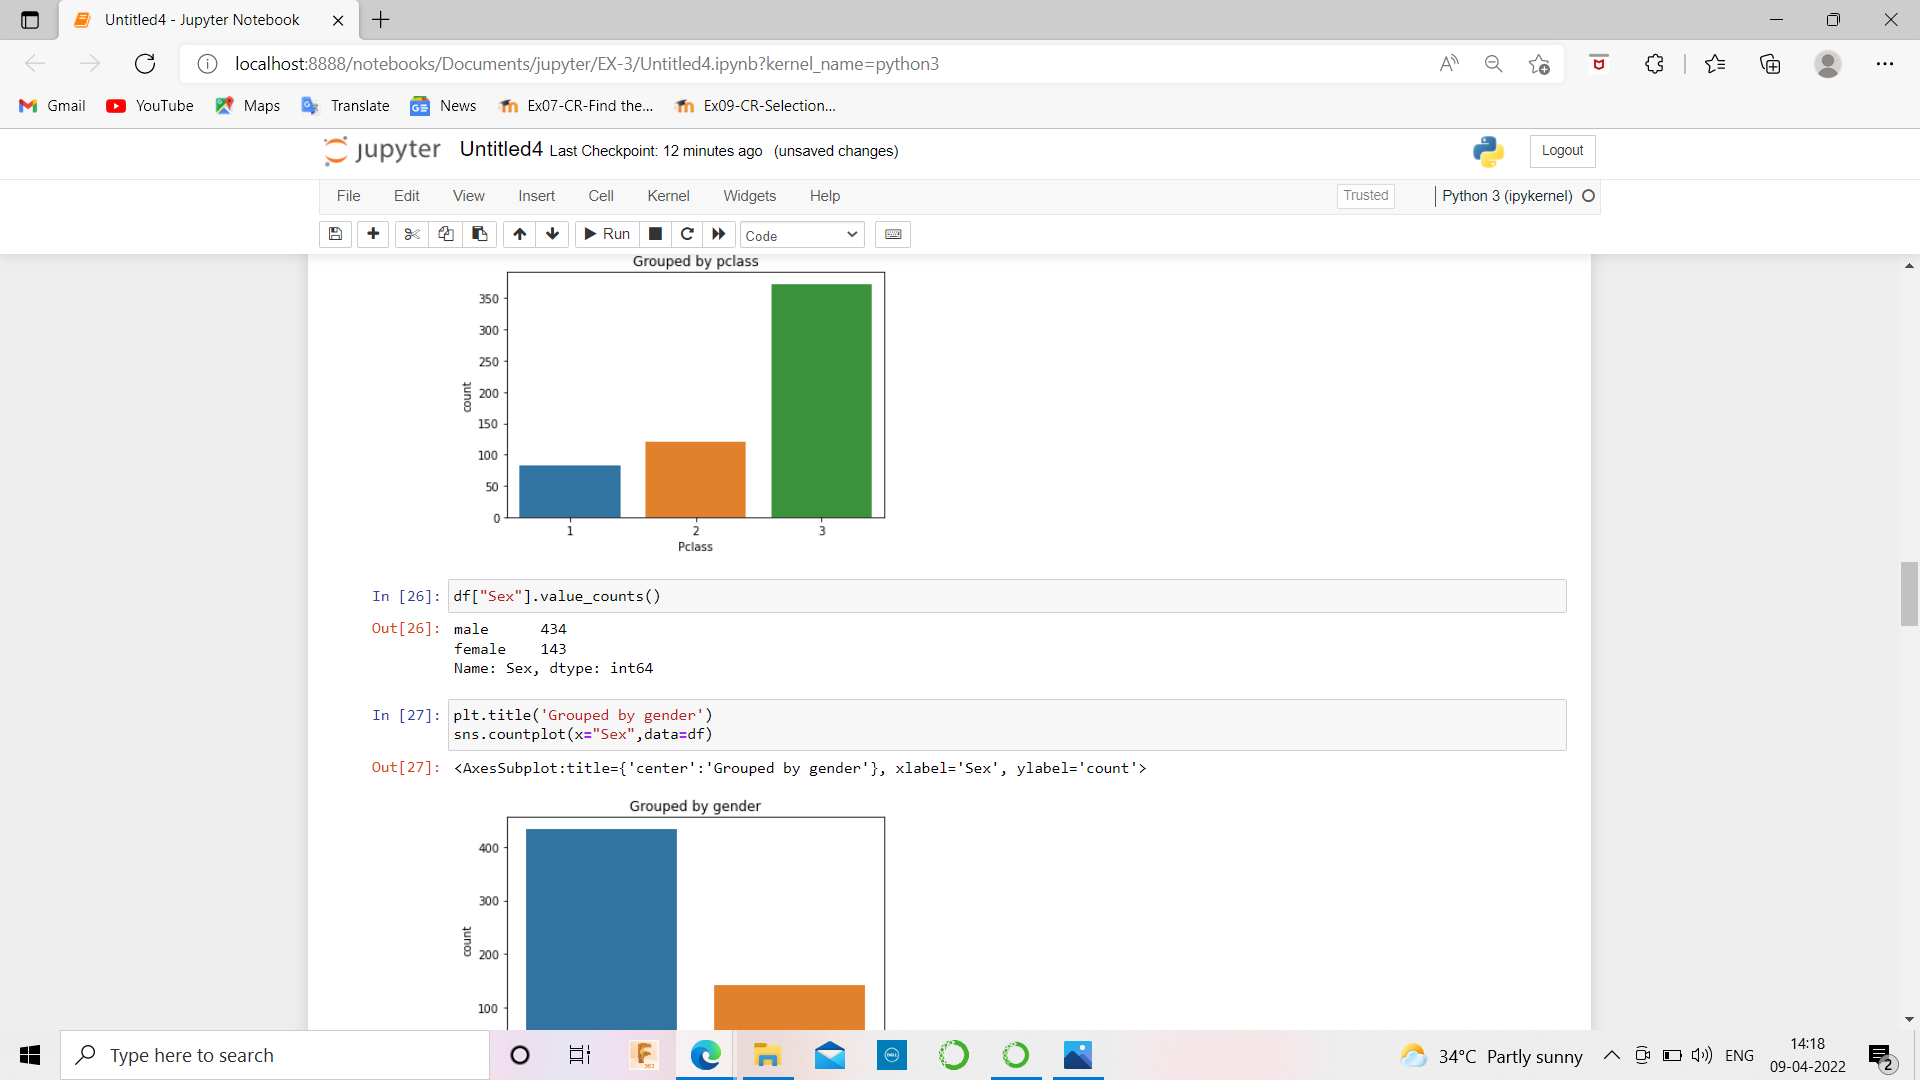 Untitled4 - Jupyter Notebook
localhost:8888/notebooks/Documents/jupyter/EX-3/Untitled4.ipynb?kernel_name=python3
Gmail YouTube Maps Translate News Ex07-CR-Find the... Ex09-CR-Selection...
jupyter Untitled4 Last Checkpoint: 12 minutes ago (unsaved changes) Logout
File Edit View Insert Cell Kernel Widgets Help Trusted Python 3 (ipykernel)
Run Code
Grouped by pclass
350
300
250
200
150
100
50
0
count
1 2 3
Pclass
In [26]: df["Sex"].value_counts()
Out[26]: male 434
female 143
Name: Sex, dtype: int64
In [27]: plt.title('Grouped by gender')
sns.countplot(x="Sex",data=df)
Out[27]: <AxesSubplot:title={'center':'Grouped by gender'}, xlabel='Sex', ylabel='count'>
Grouped by gender
400
300
200
100
count
Type here to search
34°C Partly sunny
ENG
14:18
09-04-2022
2